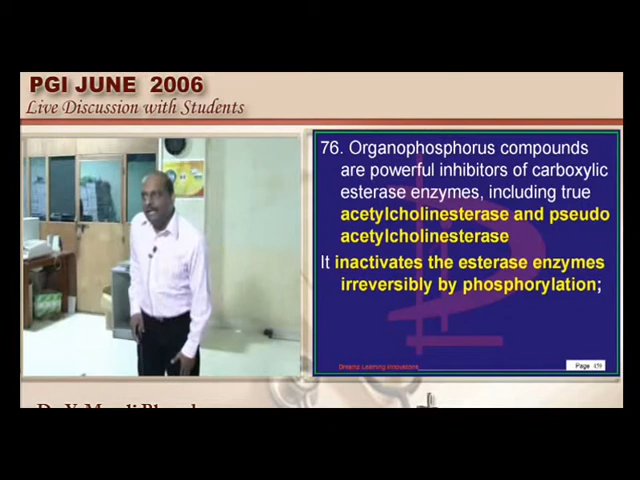 PGI JUNE 2006
Live Discussion with Students
76. Organophosphorus compounds
are powerful inhibitors of carboxylic
esterase enzymes, including true
acetylcholinesterase and pseudo
acetylcholinesterase
It inactivates the esterase enzymes
irreversibly by phosphorylation;
Dreams Learning Innovations
Page